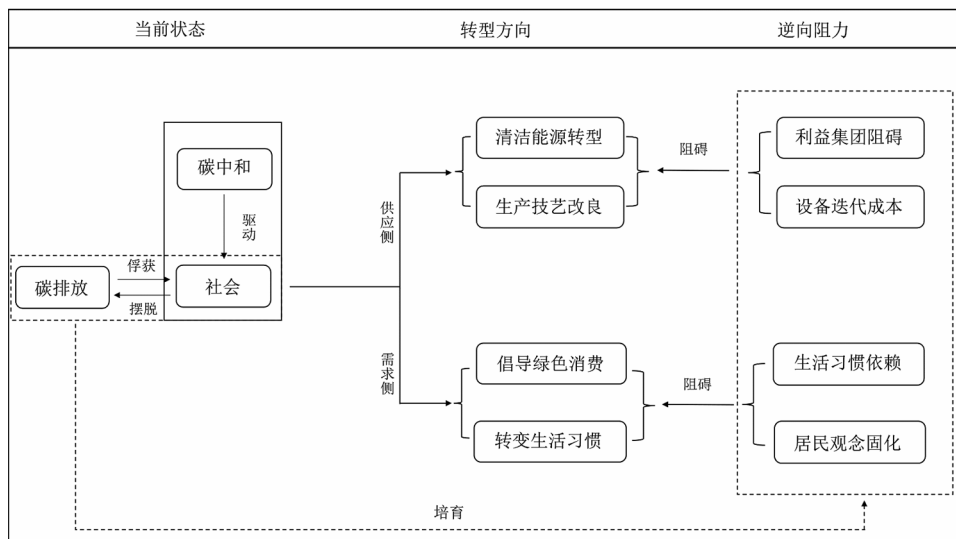 当前状态
转型方向
逆向阻力
碳中和
驱动
碳排放
俘获
摆脱
社会
供应侧
需求侧
清洁能源转型
生产技艺改良
阻碍
利益集团阻碍
设备迭代成本
倡导绿色消费
转变生活习惯
阻碍
生活习惯依赖
居民观念固化
培育